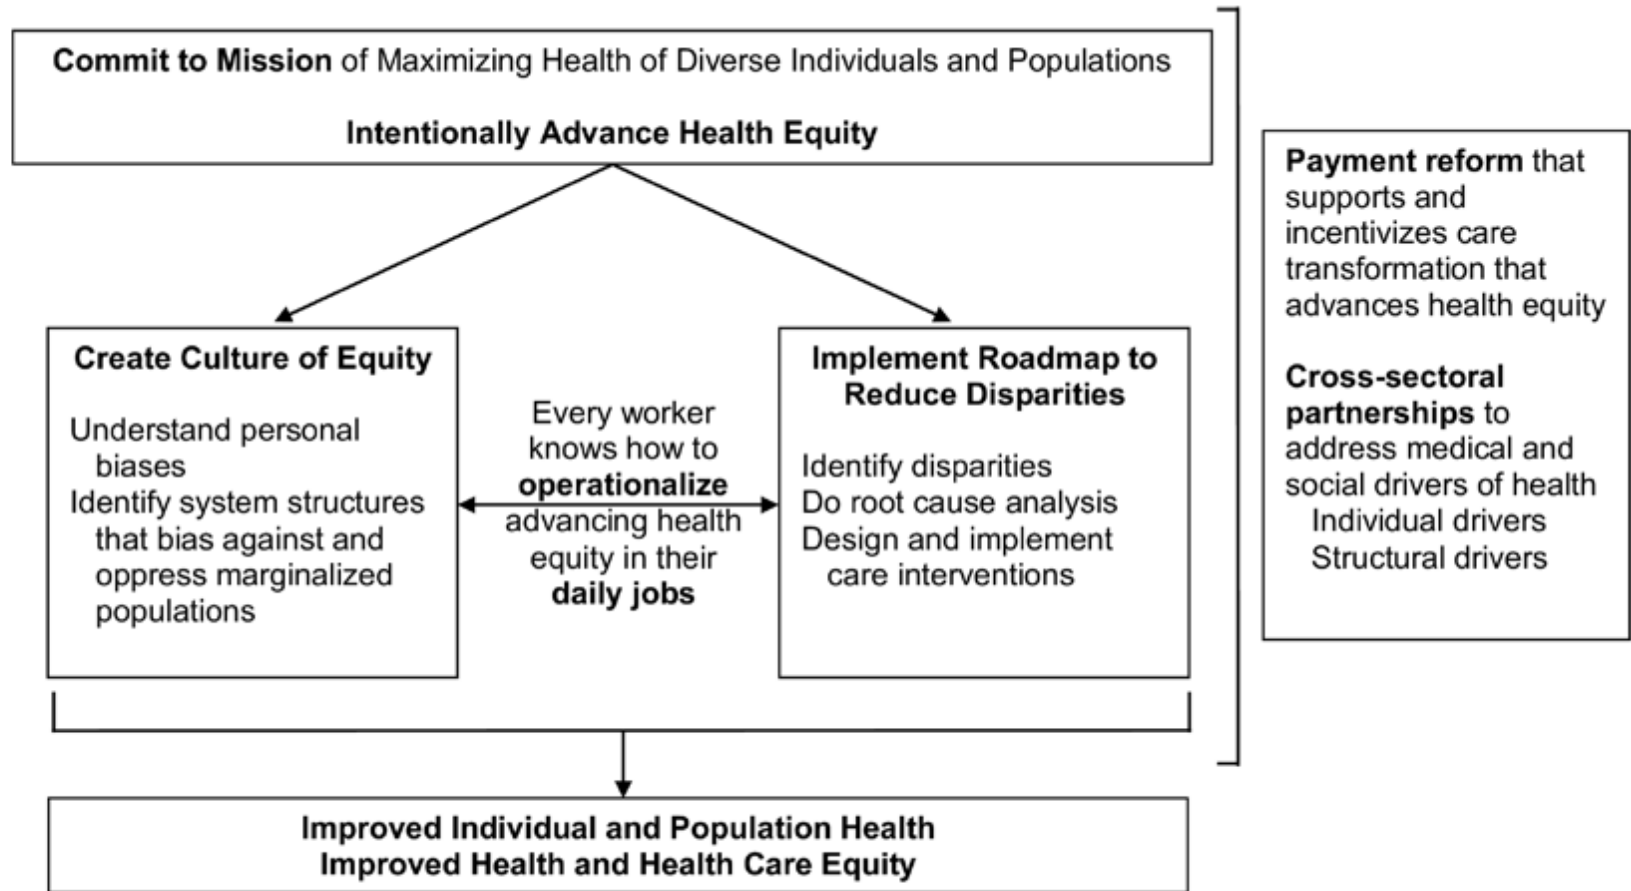 Commit to Mission of Maximizing Health of Diverse Individuals and Populations
Intentionally Advance Health Equity
Create Culture of Equity
Understand personal
biases
Identify system structures
that bias against and
oppress marginalized
populations
Every worker
knows how to
operationalize
advancing health
equity in their
daily jobs
Implement Roadmap to
Reduce Disparities
Identify disparities
Do root cause analysis
Design and implement
care interventions
Payment reform that
supports and
incentivizes care
transformation that
advances health equity
Cross-sectoral
partnerships to
address medical and
social drivers of health
Individual drivers
Structural drivers
Improved Individual and Population Health
Improved Health and Health Care Equity